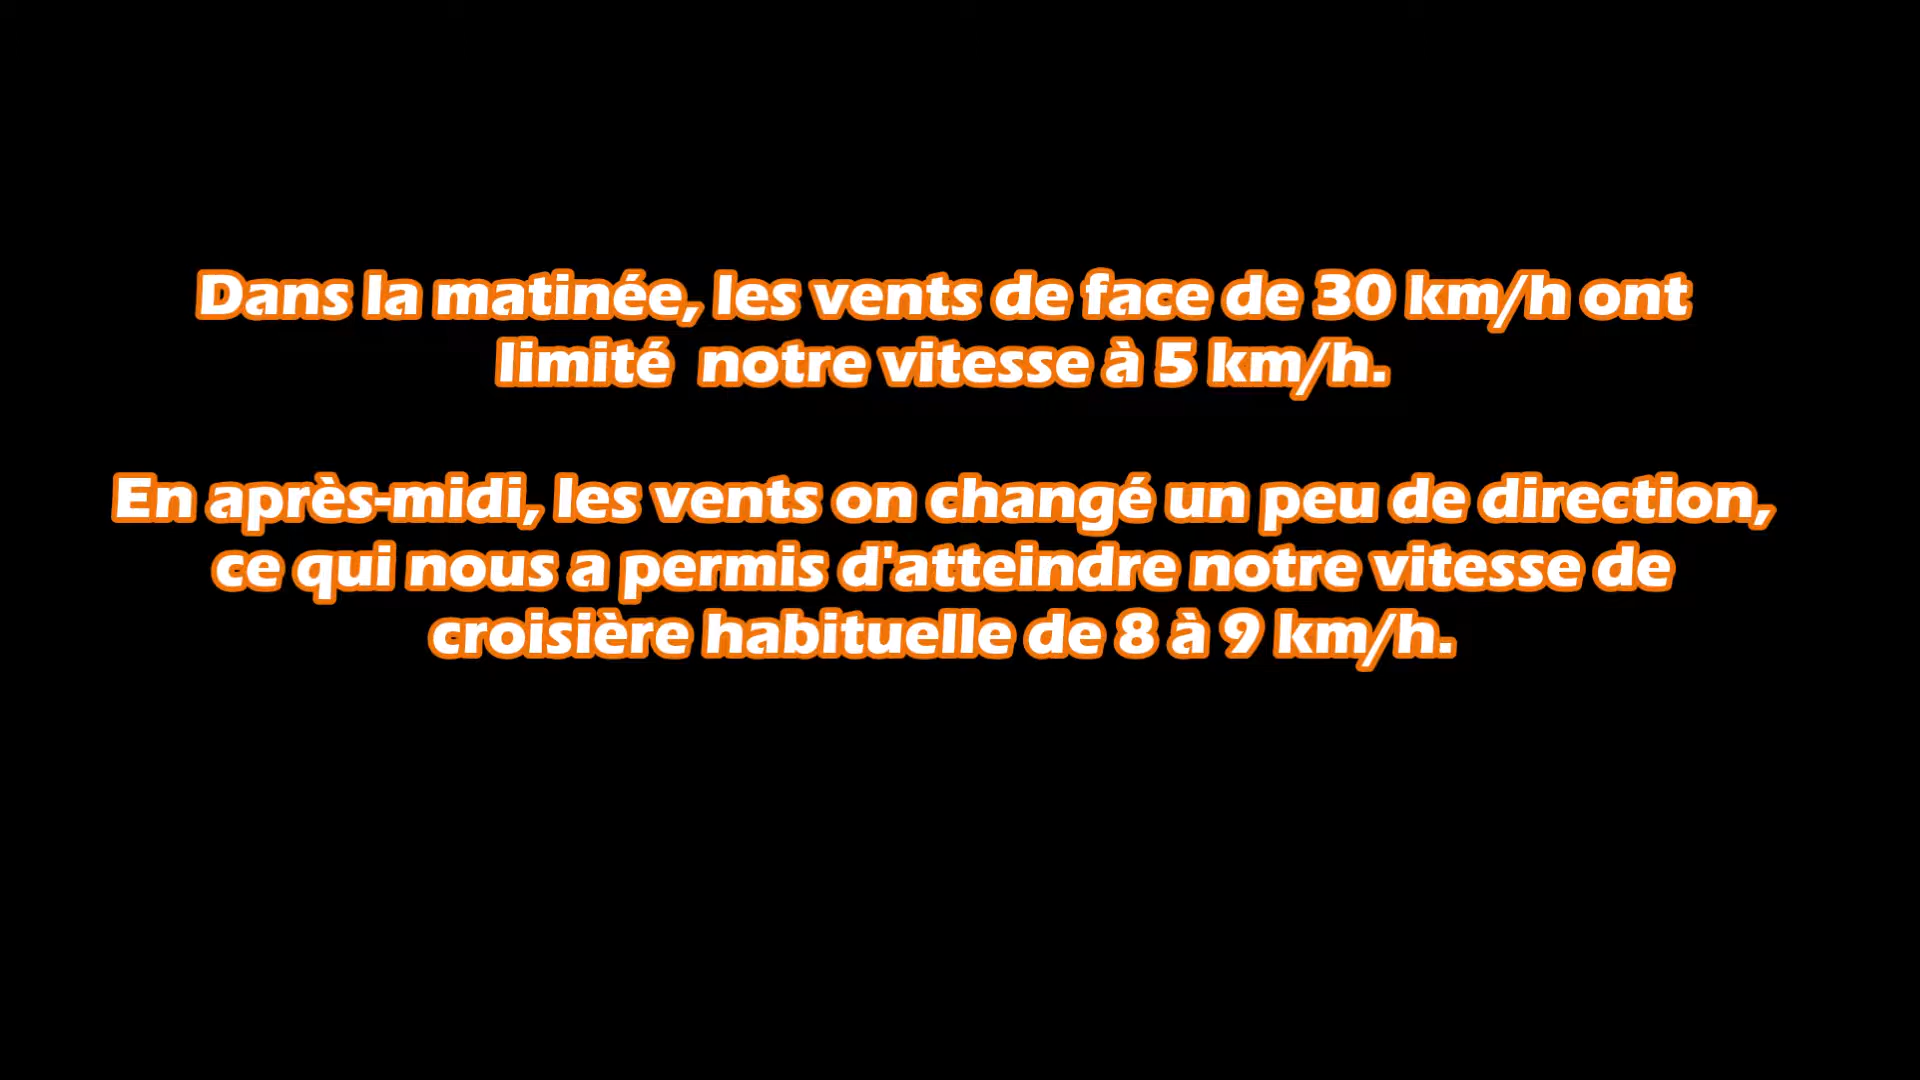 Dans la matinée, les vents de face de 30 km/h ont
limité  notre vitesse à 5 km/h.
En après-midi, les vents on changé un peu de direction,
ce qui nous a permis d'atteindre notre vitesse de
croisière habituelle de 8 à 9 km/h.